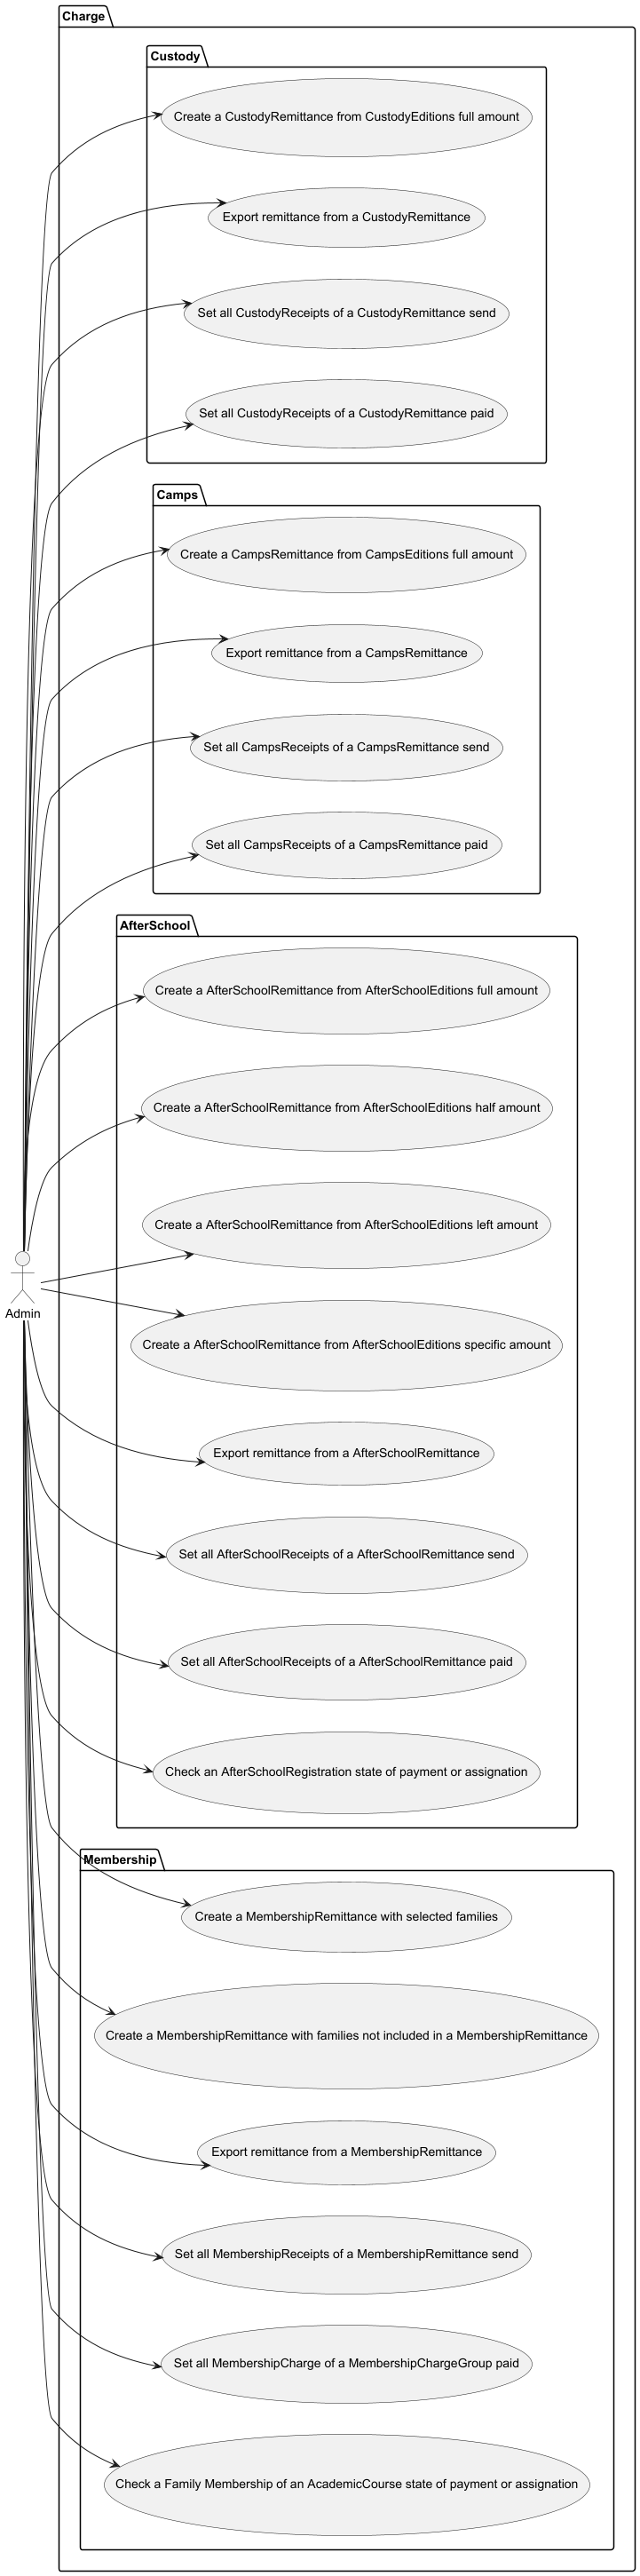 Charge
Custody
Create a CustodyRemittance from CustodyEditions full amount
Export remittance from a CustodyRemittance
Set all CustodyReceipts of a CustodyRemittance send
Set all CustodyReceipts of a CustodyRemittance paid
Camps
Create a CampsRemittance from CampsEditions full amount
Export remittance from a CampsRemittance
Set all CampsReceipts of a CampsRemittance send
Set all CampsReceipts of a CampsRemittance paid
AfterSchool
Create a AfterSchoolRemittance from AfterSchoolEditions full amount
Create a AfterSchoolRemittance from AfterSchoolEditions half amount
Create a AfterSchoolRemittance from AfterSchoolEditions left amount
Admin
Create a AfterSchoolRemittance from AfterSchoolEditions specific amount
Export remittance from a AfterSchoolRemittance
Set all AfterSchoolReceipts of a AfterSchoolRemittance send
Set all AfterSchoolReceipts of a AfterSchoolRemittance paid
Check an AfterSchoolRegistration state of payment or assignation
Membership
Create a MembershipRemittance with selected families
Create a MembershipRemittance with families not included in a MembershipRemittance
Export remittance from a MembershipRemittance
Set all MembershipReceipts of a MembershipRemittance send
Set all MembershipCharge of a MembershipChargeGroup paid
Check a Family Membership of an AcademicCourse state of payment or assignation